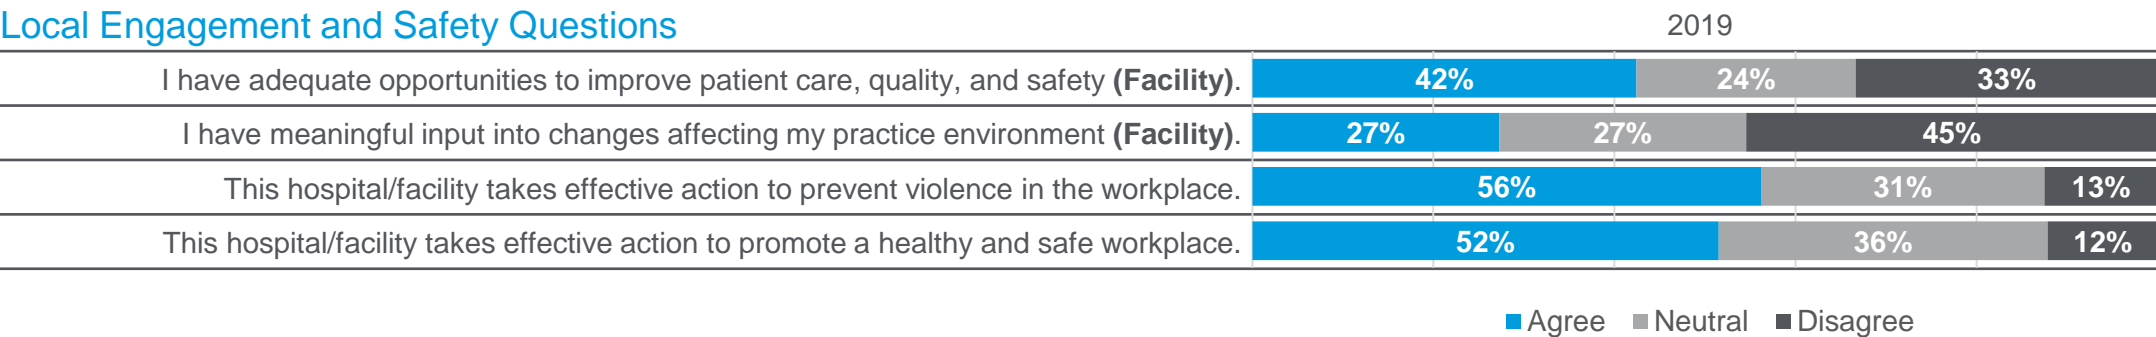 Local Engagement and Safety Questions 2019
I have adequate opportunities to improve patient care, quality, and safety (Facility). 42% 24% 33%
I have meaningful input into changes affecting my practice environment (Facility). 27% 27% 45%
This hospital/facility takes effective action to prevent violence in the workplace. 56% 31% 13%
This hospital/facility takes effective action to promote a healthy and safe workplace. 52% 36% 12%
Agree Neutral Disagree